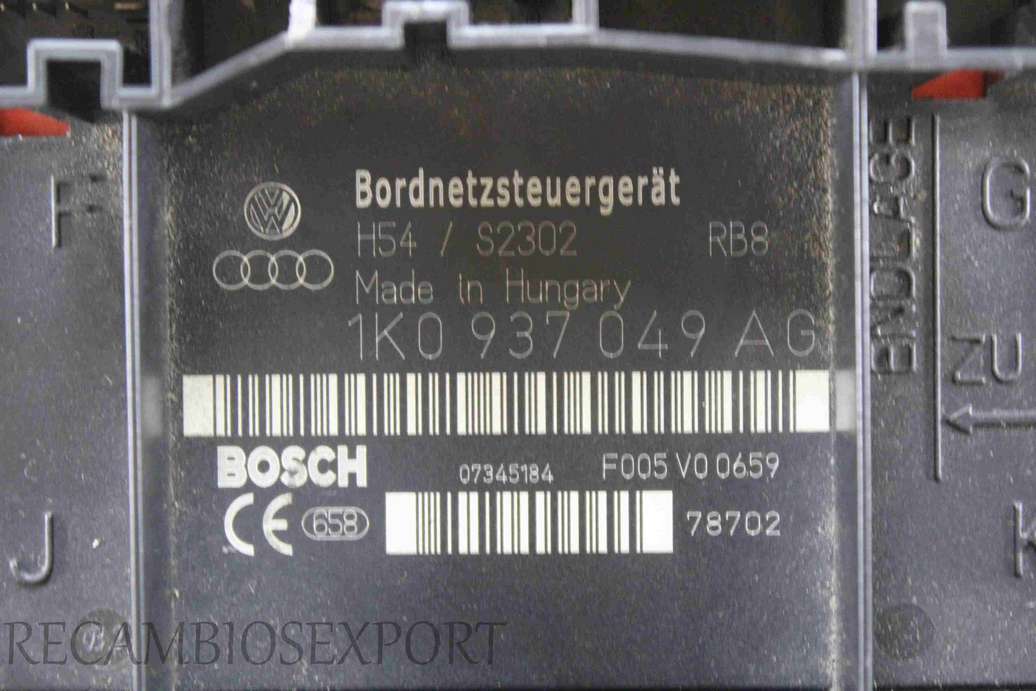 Bordnetzsteuergerät
H54 / S2302 RB8
Made in Hungary
1K0 937 049 AG
BOSCH
07345184
F005 V0 0659
CE 658
78702
F
J
ENDLAGE
G
ZU
K
RECAMBIOSEXPORT